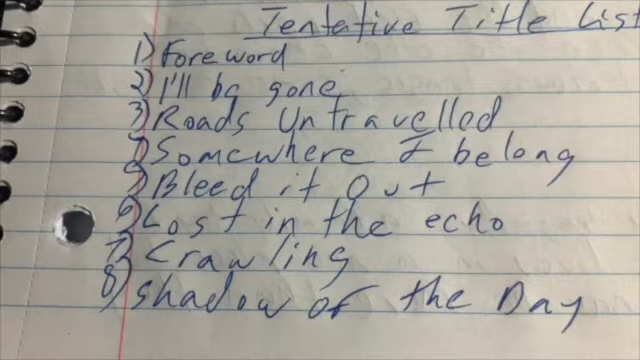 Tentative Title List
1) Foreword
2) I'll be gone
3) Roads Untravelled
4) Somewhere I belong
5) Bleed it Out
6) Lost in the echo
7) Crawling
8) Shadow of the Day